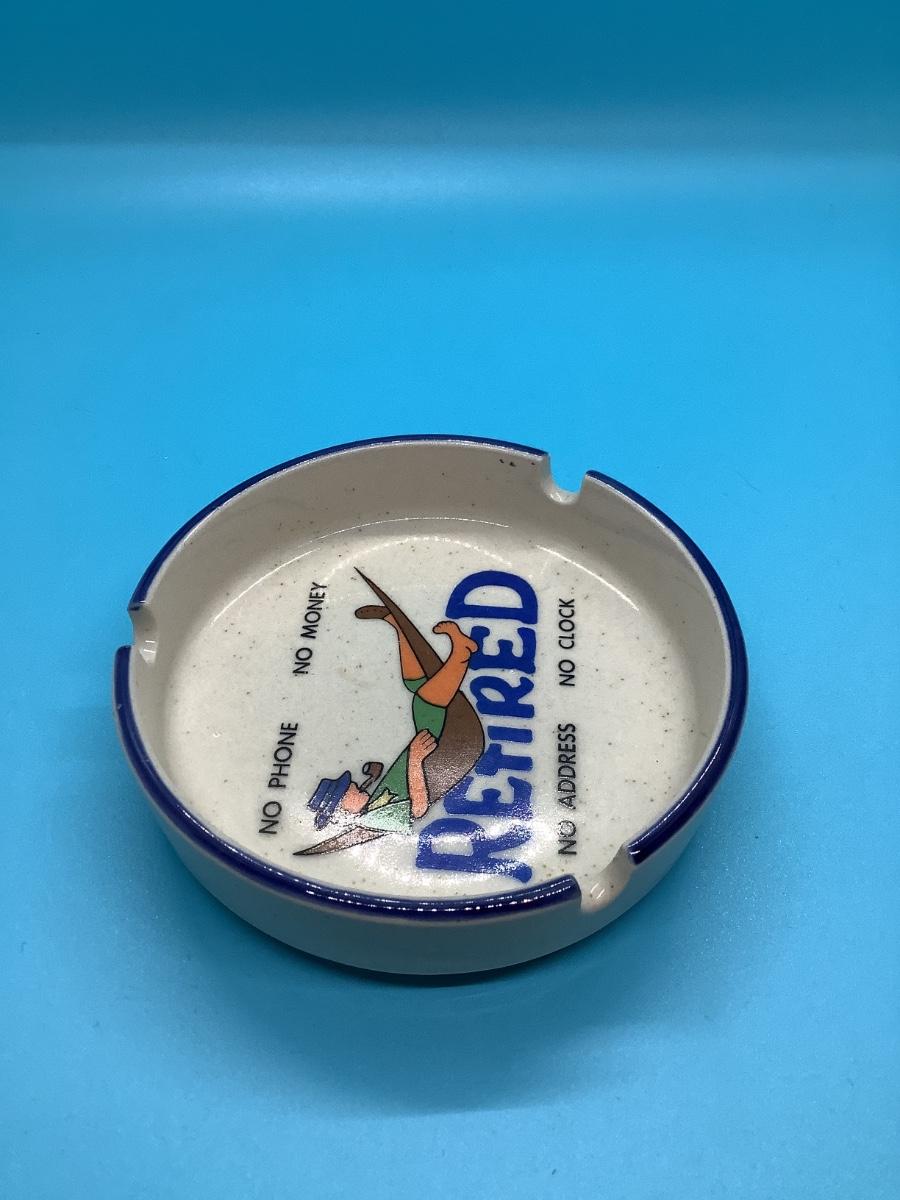 NO PHONE NO MONEY
RETIRED
NO ADDRESS NO CLOCK